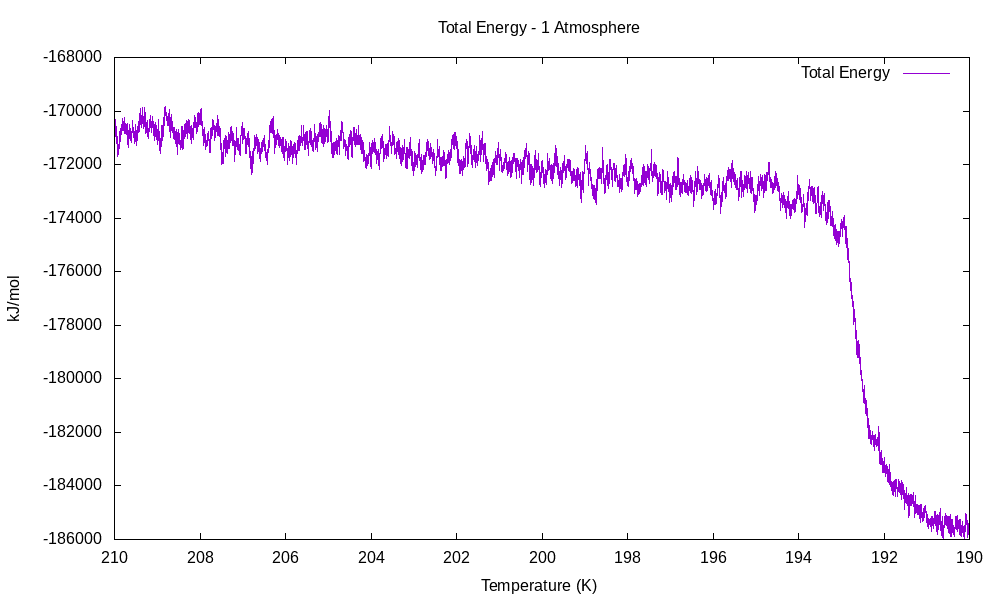 Total Energy - 1 Atmosphere
Total Energy
-168000
-170000
-172000
-174000
-176000
-178000
-180000
-182000
-184000
-186000
kJ/mol
210 208 206 204 202 200 198 196 194 192 190
Temperature (K)